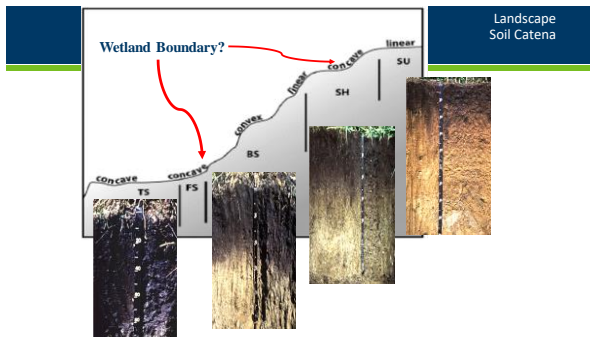 Landscape
Soil Catena
Wetland Boundary?
linear
concave
SU
linear
SH
convex
BS
concave
concave
FS
TS